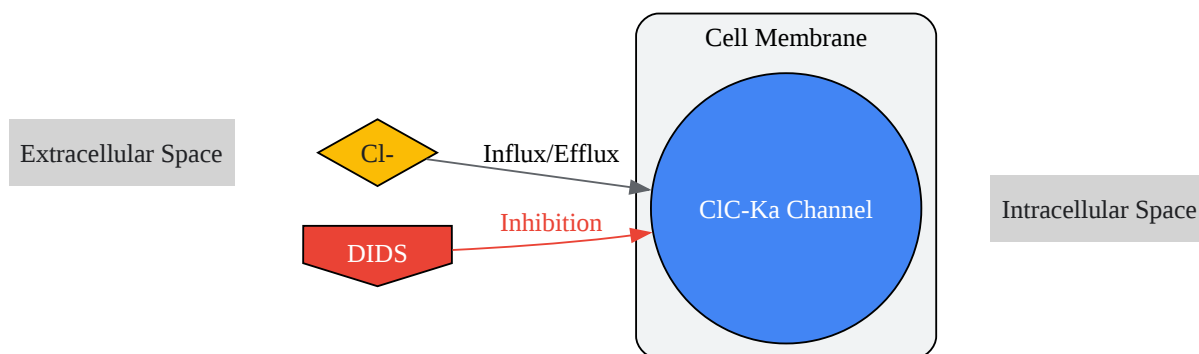 Cell Membrane
Extracellular Space
Cl-
Influx/Efflux
ClC-Ka Channel
Intracellular Space
Inhibition
DIDS